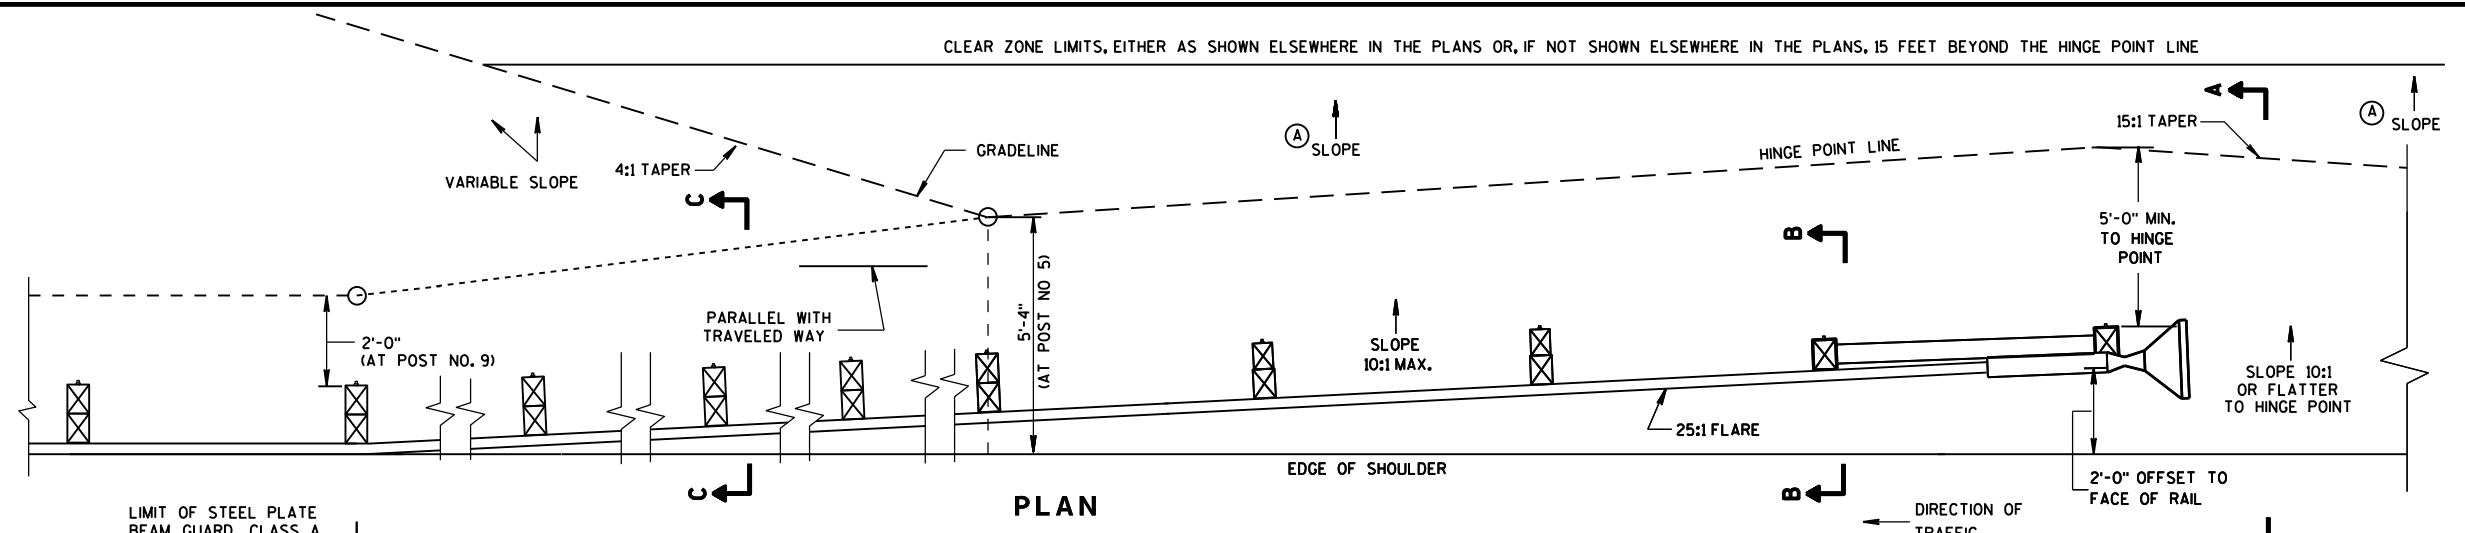 CLEAR ZONE LIMITS, EITHER AS SHOWN ELSEWHERE IN THE PLANS OR, IF NOT SHOWN ELSEWHERE IN THE PLANS, 15 FEET BEYOND THE HINGE POINT LINE
A
A
SLOPE
15:1 TAPER
A
SLOPE
VARIABLE SLOPE
4:1 TAPER
GRADELINE
HINGE POINT LINE
C
B
5'-0" MIN.
TO HINGE
POINT
2'-0"
(AT POST NO. 9)
PARALLEL WITH
TRAVELED WAY
5'-4"
(AT POST NO 5)
SLOPE
10:1 MAX.
SLOPE 10:1
OR FLATTER
TO HINGE POINT
25:1 FLARE
EDGE OF SHOULDER
2'-0" OFFSET TO
FACE OF RAIL
C
B
PLAN
LIMIT OF STEEL PLATE
BEAM GUARD, CLASS A
DIRECTION OF
TRAFFIC